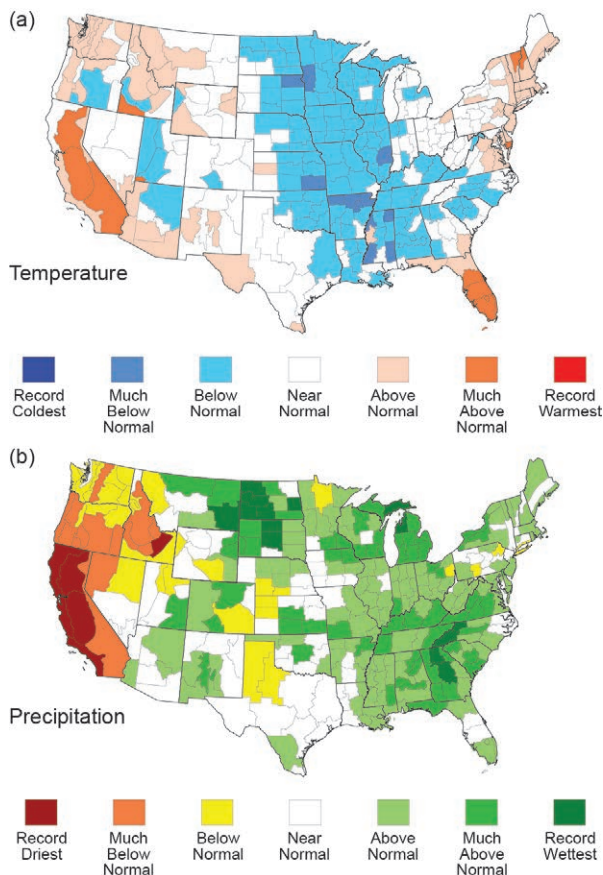 (a)
Temperature
Record Coldest
Much Below Normal
Below Normal
Near Normal
Above Normal
Much Above Normal
Record Warmest
(b)
Precipitation
Record Driest
Much Below Normal
Below Normal
Near Normal
Above Normal
Much Above Normal
Record Wettest